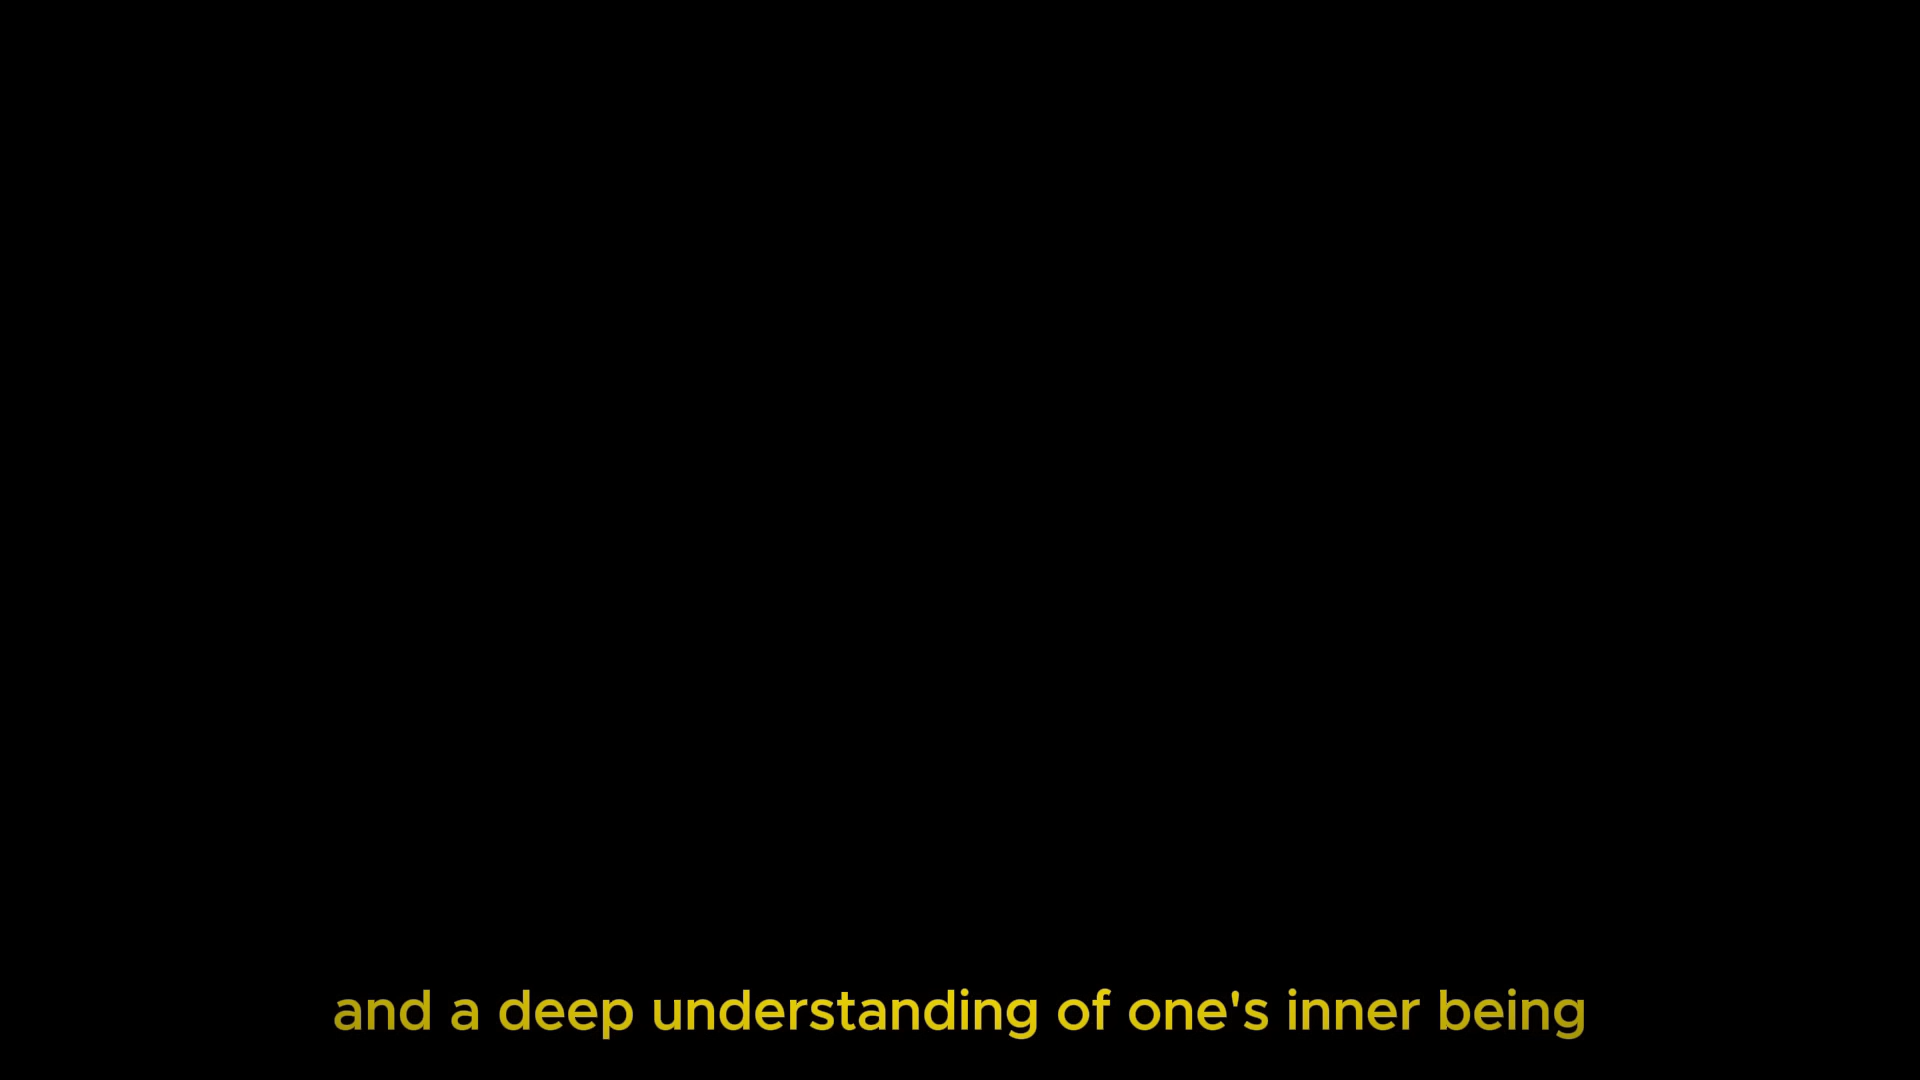 and a deep understanding of one's inner being